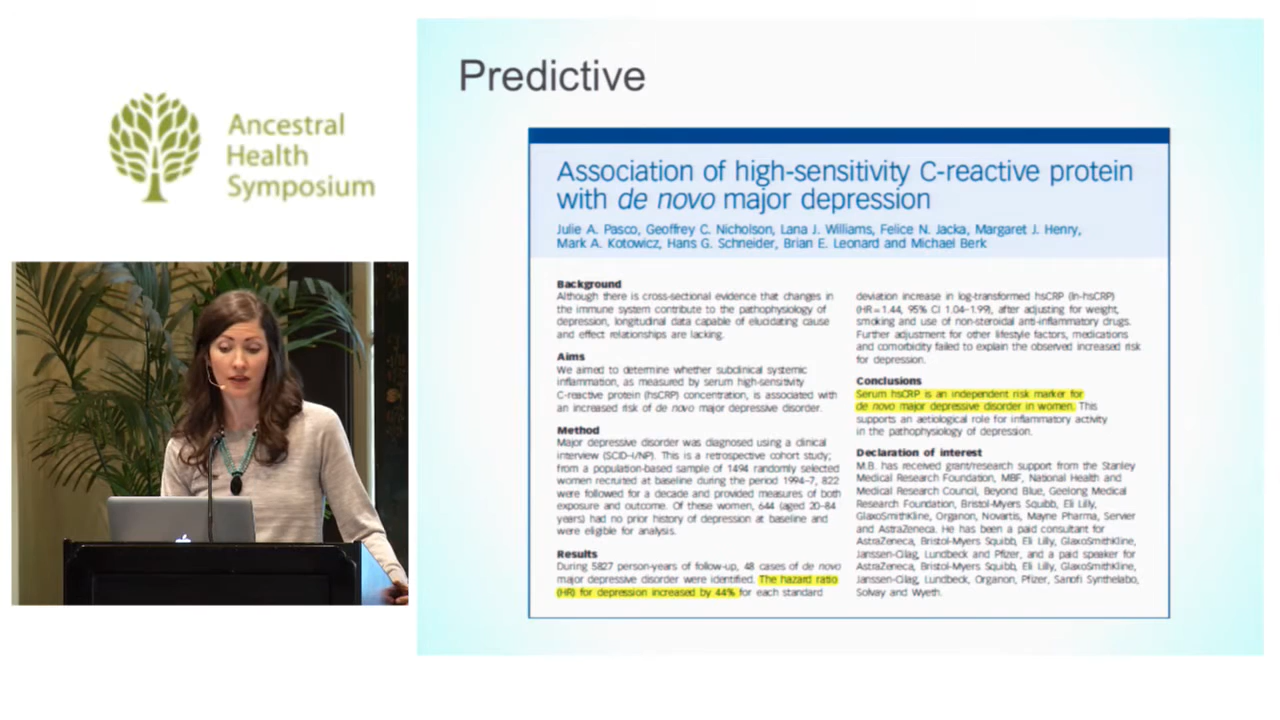 Ancestral
Health
Symposium
Predictive
Association of high-sensitivity C-reactive protein
with de novo major depression
Julie A. Pasco, Geoffrey C. Nicholson, Lana J. Williams, Felice N. Jacka, Margaret J. Henry,
Mark A. Kotowicz, Hans G. Schneider, Brian E. Leonard and Michael Berk
Background
Although there is cross-sectional evidence that changes in
the immune system contribute to the pathophysiology of
depression, longitudinal data capable of elucidating cause
and effect relationships are lacking.
Aims
We aimed to determine whether subclinical systemic
inflammation, as measured by serum high-sensitivity
C-reactive protein (hsCRP) concentration, is associated with
an increased risk of de novo major depressive disorder.
Method
Major depressive disorder was diagnosed using a clinical
interview (SCID-I/NP). This is a retrospective cohort study;
from a population-based sample of 1494 randomly selected
women recruited at baseline during the period 1994–7, 822
were followed for a decade and provided measures of both
exposure and outcome. Of these women, 644 (aged 20–84
years) had no prior history of depression at baseline and
were eligible for analysis.
Results
During 5827 person-years of follow-up, 48 cases of de novo
major depressive disorder were identified. The hazard ratio
(HR) for depression increased by 44% for each standard
deviation increase in log-transformed hsCRP (ln-hsCRP)
(HR=1.44, 95% CI 1.04–1.99), after adjusting for weight,
smoking and use of non-steroidal anti-inflammatory drugs.
Further adjustment for other lifestyle factors, medications
and comorbidity failed to explain the observed increased risk
for depression.
Conclusions
Serum hsCRP is an independent risk marker for
de novo major depressive disorder in women. This
supports an aetiological role for inflammatory activity
in the pathophysiology of depression.
Declaration of interest
M.B. has received grant/research support from the Stanley
Medical Research Foundation, MBF, National Health and
Medical Research Council, Beyond Blue, Geelong Medical
Research Foundation, Bristol-Myers Squibb, Eli Lilly,
GlaxoSmithKline, Organon, Novartis, Mayne Pharma, Servier
and AstraZeneca. He has been a paid consultant for
AstraZeneca, Bristol-Myers Squibb, Eli Lilly, GlaxoSmithKline,
Janssen-Cilag, Lundbeck and Pfizer, and a paid speaker for
AstraZeneca, Bristol-Myers Squibb, Eli Lilly, GlaxoSmithKline,
Janssen-Cilag, Lundbeck, Organon, Pfizer, Sanofi Synthelabo,
Solvay and Wyeth.